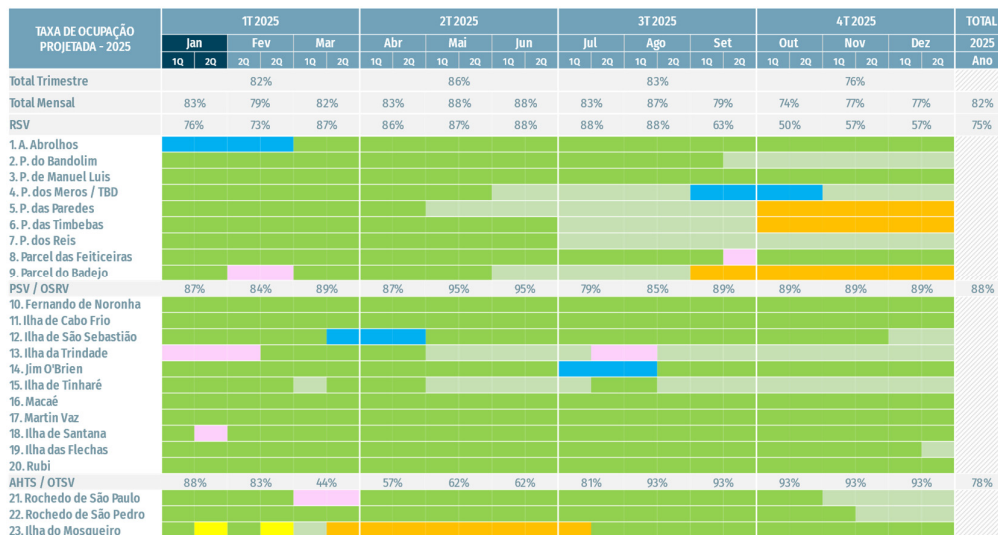 TAXA DE OCUPAÇÃO PROJETADA - 2025 1T 2025 2T 2025 3T 2025 4T 2025 TOTAL
Jan Fev Mar Abr Mai Jun Jul Ago Set Out Nov Dez 2025
1Q 2Q 2Q 2Q 1Q 2Q 1Q 2Q 1Q 2Q 1Q 2Q 1Q 2Q 1Q 2Q 1Q 2Q 1Q 2Q 1Q 2Q 1Q 2Q Ano
Total Trimestre 82% 86% 83% 76%
Total Mensal 83% 79% 82% 83% 88% 88% 83% 87% 79% 74% 77% 77% 82%
RSV 76% 73% 87% 86% 87% 88% 88% 88% 63% 50% 57% 57% 75%
1. A. Abrolhos
2. P. do Bandolim
3. P. de Manuel Luis
4. P. dos Meros / TBD
5. P. das Paredes
6. P. das Timbebas
7. P. dos Reis
8. Parcel das Feiticeiras
9. Parcel do Badejo
PSV / OSRV 87% 84% 89% 87% 95% 95% 79% 85% 89% 89% 89% 89% 88%
10. Fernando de Noronha
11. Ilha de Cabo Frio
12. Ilha de São Sebastião
13. Ilha da Trindade
14. Jim O'Brien
15. Ilha de Tinharé
16. Macaé
17. Martin Vaz
18. Ilha de Santana
19. Ilha das Flechas
20. Rubi
AHTS / OTSV 88% 83% 44% 57% 62% 62% 81% 93% 93% 93% 93% 93% 78%
21. Rochedo de São Paulo
22. Rochedo de São Pedro
23. Ilha do Mosqueiro